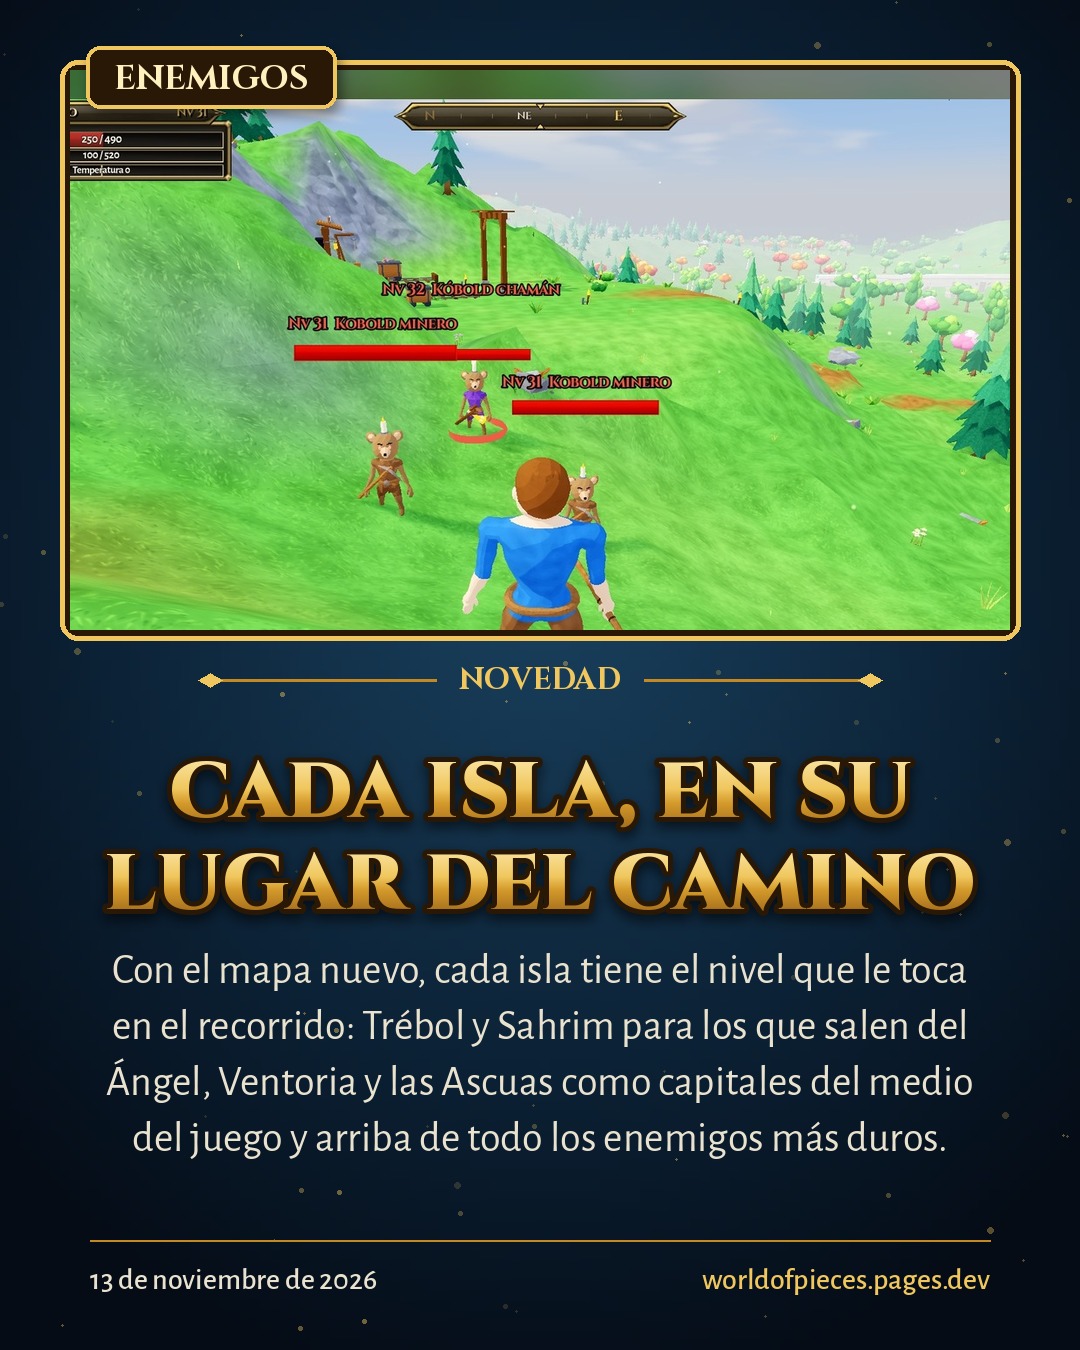 ENEMIGOS
NV 31
N NE E
250/490
100/520
Temperatura 0
Nv 32 Kóbold chamán
Nv 31 Kobold minero
Nv 31 Kobold minero
NOVEDAD
CADA ISLA, EN SU
LUGAR DEL CAMINO
Con el mapa nuevo, cada isla tiene el nivel que le toca
en el recorrido: Trébol y Sahrim para los que salen del
Ángel, Ventoria y las Ascuas como capitales del medio
del juego y arriba de todo los enemigos más duros.
13 de noviembre de 2026
worldofpieces.pages.dev